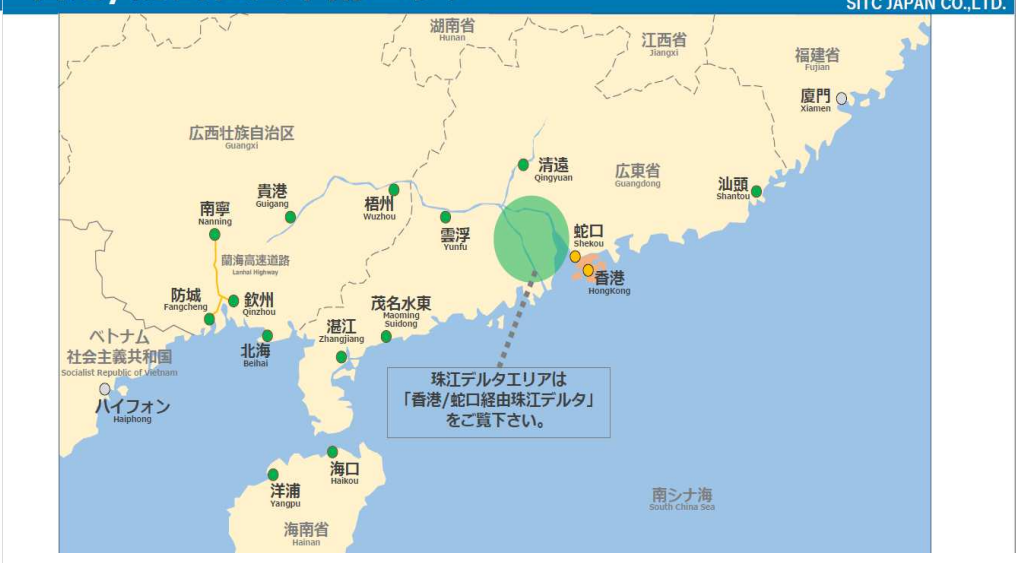 SITC JAPAN CO.,LTD.
湖南省
Hunan
江西省
Jiangxi
福建省
Fujian
廈門
Xiamen
広西壮族自治区
Guangxi
清遠
Qingyuan
広東省
Guangdong
汕頭
Shantou
貴港
Guigang
梧州
Wuzhou
南寧
Nanning
雲浮
Yunfu
蛇口
Shekou
蘭海高速道路
Lanhai Highway
香港
HongKong
防城
Fangcheng
欽州
Qinzhou
茂名水東
Maoming
Suidong
湛江
Zhangjiang
北海
Beihai
ベトナム
社会主義共和国
Socialist Republic of Vietnam
珠江デルタエリアは
「香港/蛇口経由珠江デルタ」
をご覧下さい。
ハイフォン
Haiphong
海口
Haikou
洋浦
Yangpu
南シナ海
South China Sea
海南省
Hainan